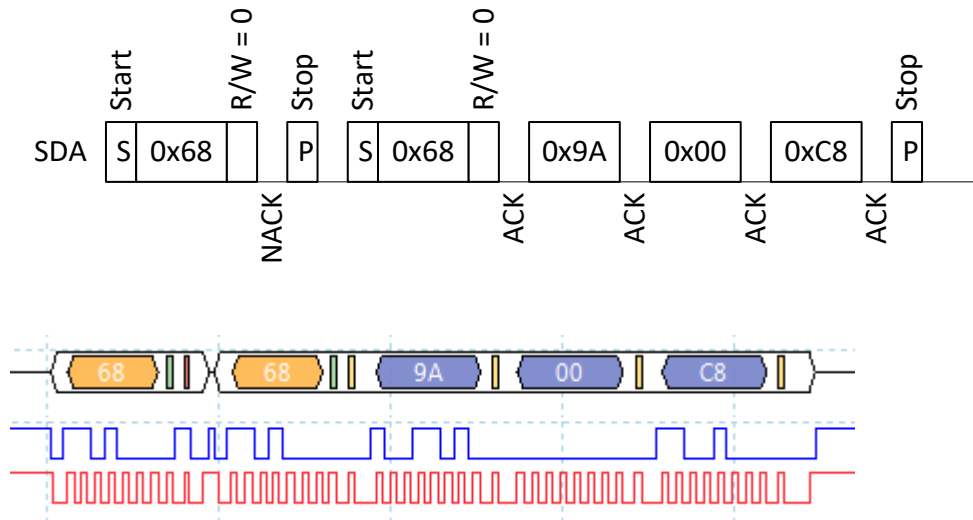 Start
R/W = 0
Stop
Start
R/W = 0
Stop
SDA S 0x68 P S 0x68 0x9A 0x00 0xC8 P
NACK
ACK
ACK
ACK
ACK
68 68 9A 00 C8